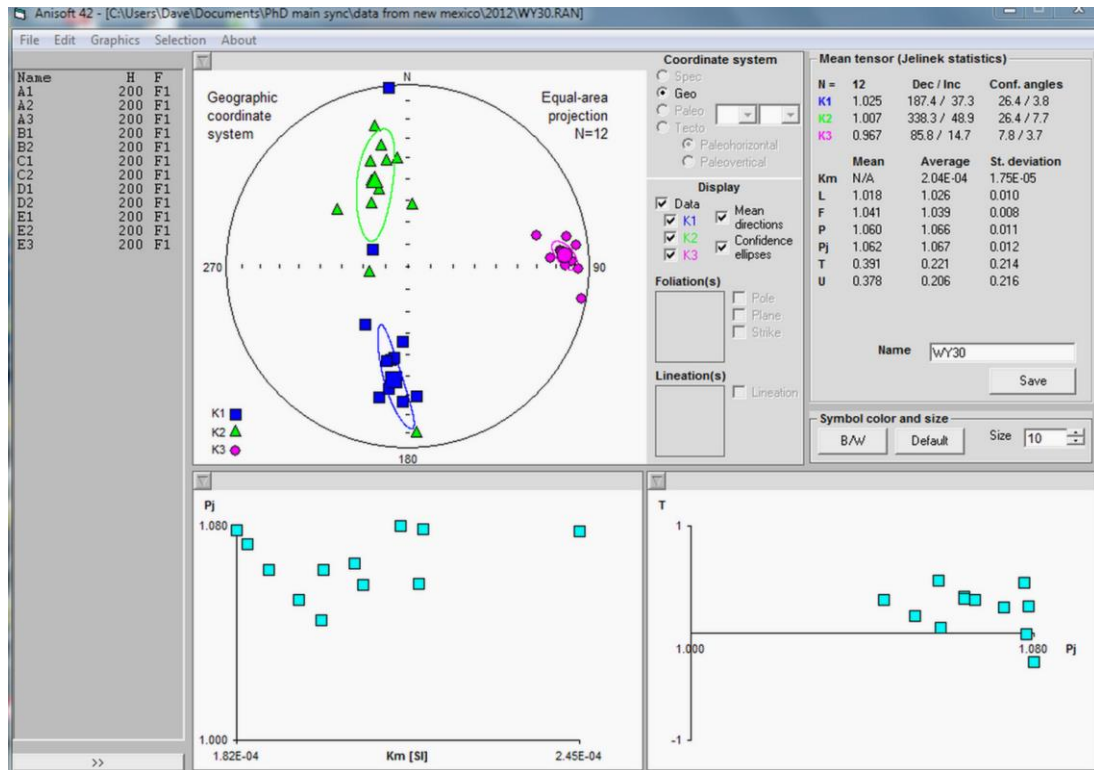 Anisoft 42 - [C:\Users\Dave\Documents\PhD main sync\data from new mexico\2012\WY30.RAN]
File Edit Graphics Selection About
Name H F
A1 200 F1
A2 200 F1
A3 200 F1
B1 200 F1
B2 200 F1
C1 200 F1
C2 200 F1
D1 200 F1
D2 200 F1
E1 200 F1
E2 200 F1
E3 200 F1
>>
Geographic
coordinate
system
N
Equal-area
projection
N=12
270
90
180
K1
K2
K3
Coordinate system
Spec
Geo
Paleo
Tecto
Paleohorizontal
Paleovertical
Display
Data
K1
K2
K3
Mean
directions
Confidence
ellipses
Foliation(s)
Pole
Plane
Strike
Lineation(s)
Lineation
Mean tensor (Jelinek statistics)
N = 12 Dec / Inc Conf. angles
K1 1.025 187.4 / 37.3 26.4 / 3.8
K2 1.007 338.3 / 48.9 26.4 / 7.7
K3 0.967 85.8 / 14.7 7.8 / 3.7
Mean Average St. deviation
Km N/A 2.04E-04 1.75E-05
L 1.018 1.026 0.010
F 1.041 1.039 0.008
P 1.060 1.066 0.011
Pj 1.062 1.067 0.012
T 0.391 0.221 0.214
U 0.378 0.206 0.216
Name WY30
Save
Symbol color and size
B/W Default Size 10
Pj
1.080
1.000
1.82E-04 Km [SI] 2.45E-04
T
1
1.000 1.080 Pj
-1